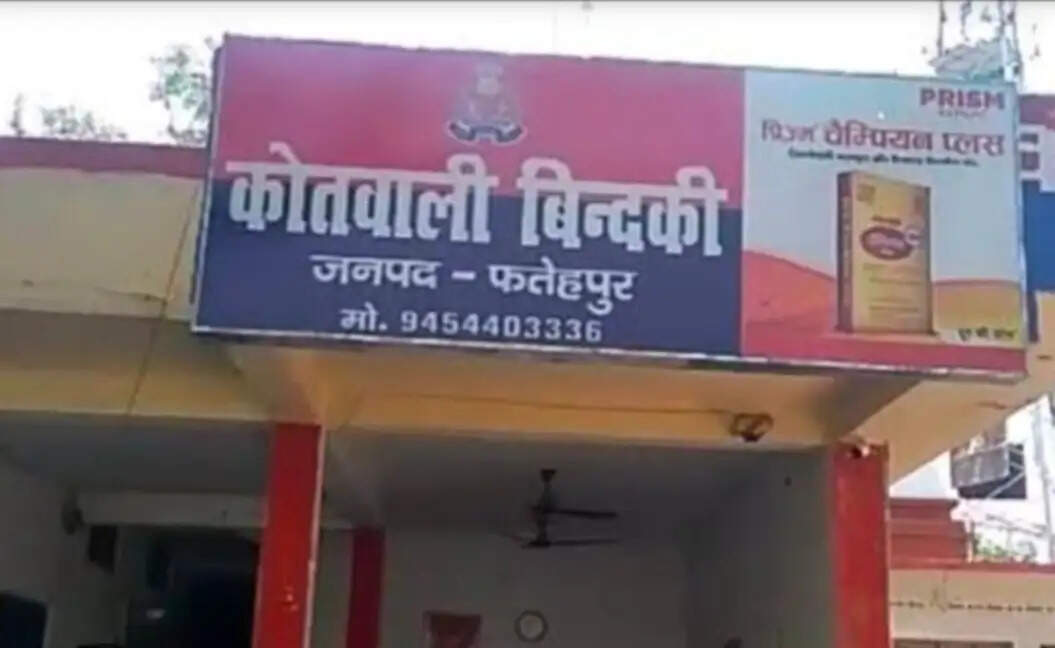 कोतवाली बिन्दकी
जनपद - फतेहपुर
मो. 9454403336
PRISM
प्रिज़्म चैम्पियन प्लस